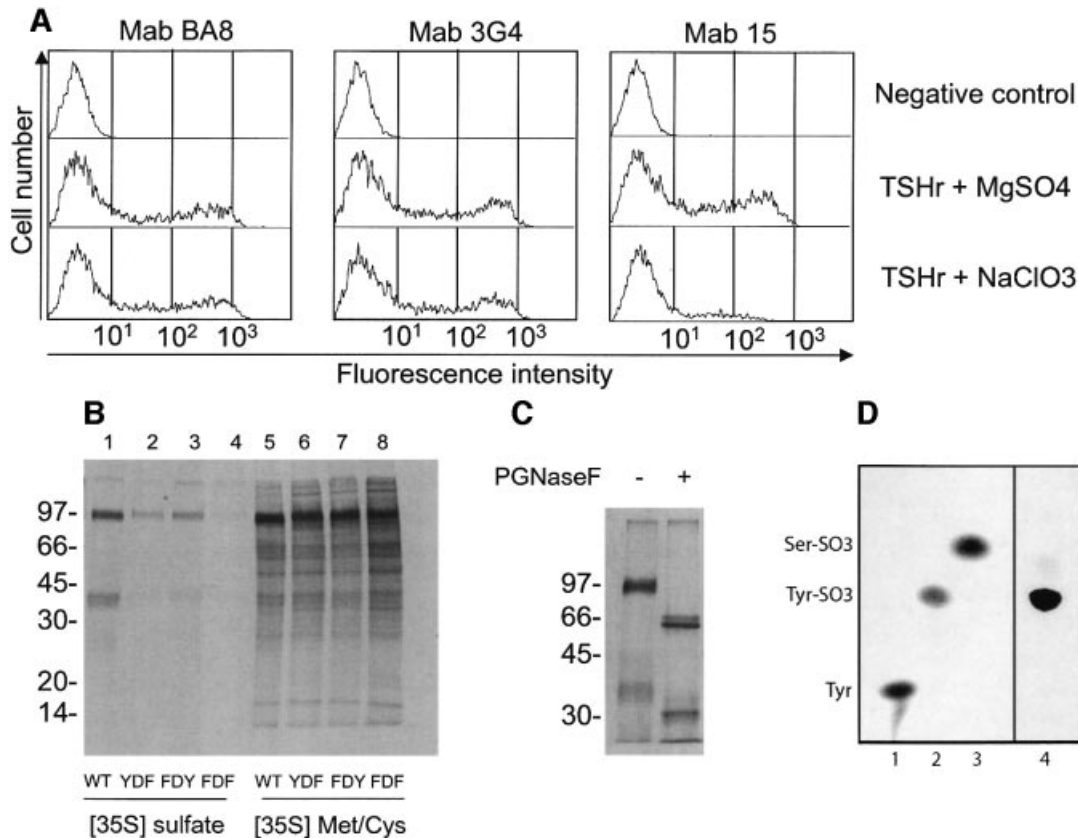 A
Mab BA8
Mab 3G4
Mab 15
Cell number
Negative control
TSHr + MgSO4
TSHr + NaClO3
10¹ 10² 10³
10¹ 10² 10³
10¹ 10² 10³
Fluorescence intensity
B
1 2 3 4 5 6 7 8
97-
66-
45-
30-
20-
14-
WT YDF FDY FDF WT YDF FDY FDF
[35S] sulfate
[35S] Met/Cys
C
PGNaseF - +
97-
66-
45-
30-
D
Ser-SO3
Tyr-SO3
Tyr
1 2 3 4